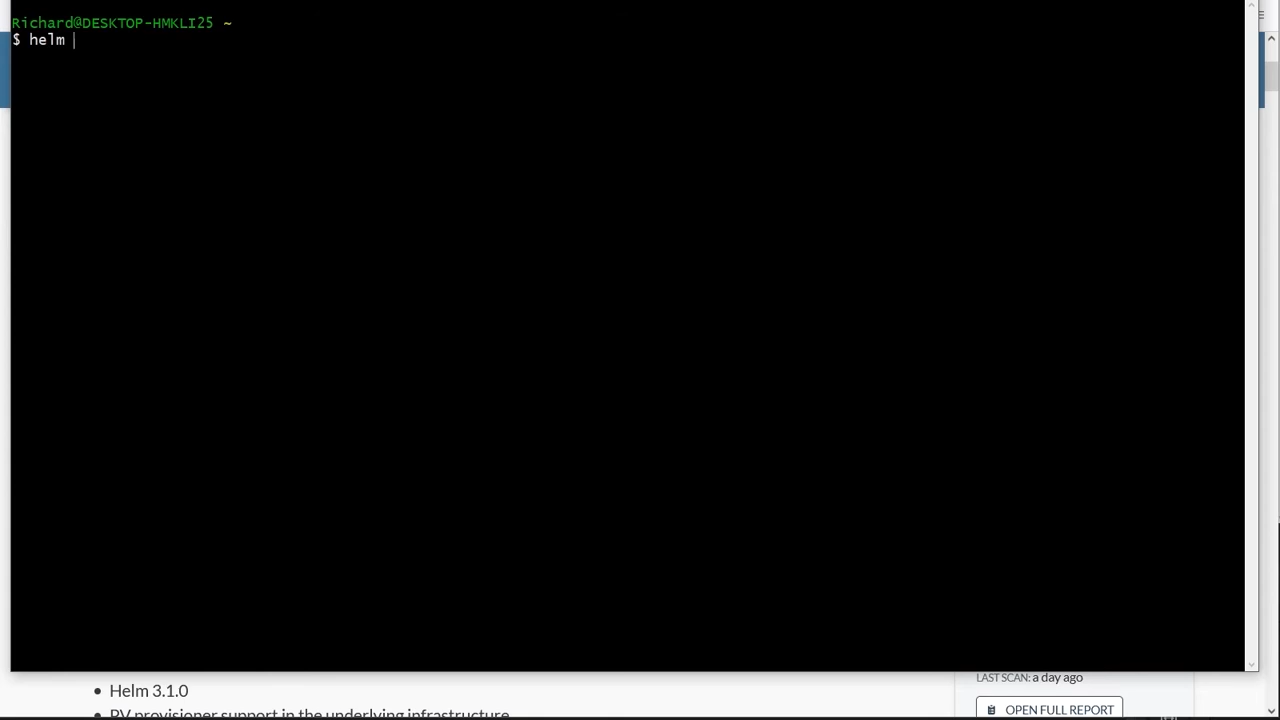 Richard@DESKTOP-HMKLI25 ~
$ helm
• Helm 3.1.0
LAST SCAN: a day ago
• PV provisioner support in the underlying infrastructure
OPEN FULL REPORT